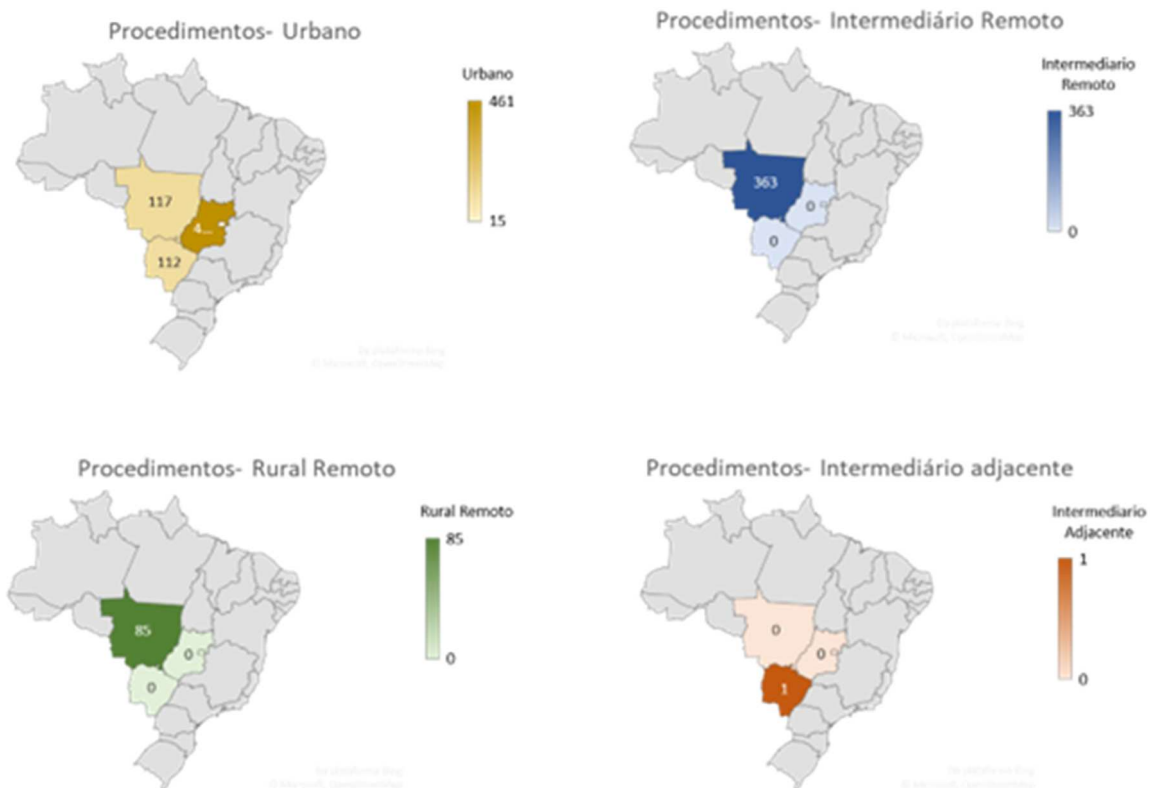 Procedimentos- Urbano
Urbano
461
15
117
4...
112
Procedimentos- Intermediário Remoto
Intermediario
Remoto
363
0
363
0
0
Procedimentos- Rural Remoto
Rural Remoto
85
0
85
0
0
Procedimentos- Intermediário adjacente
Intermediario
Adjacente
1
0
0
0
1